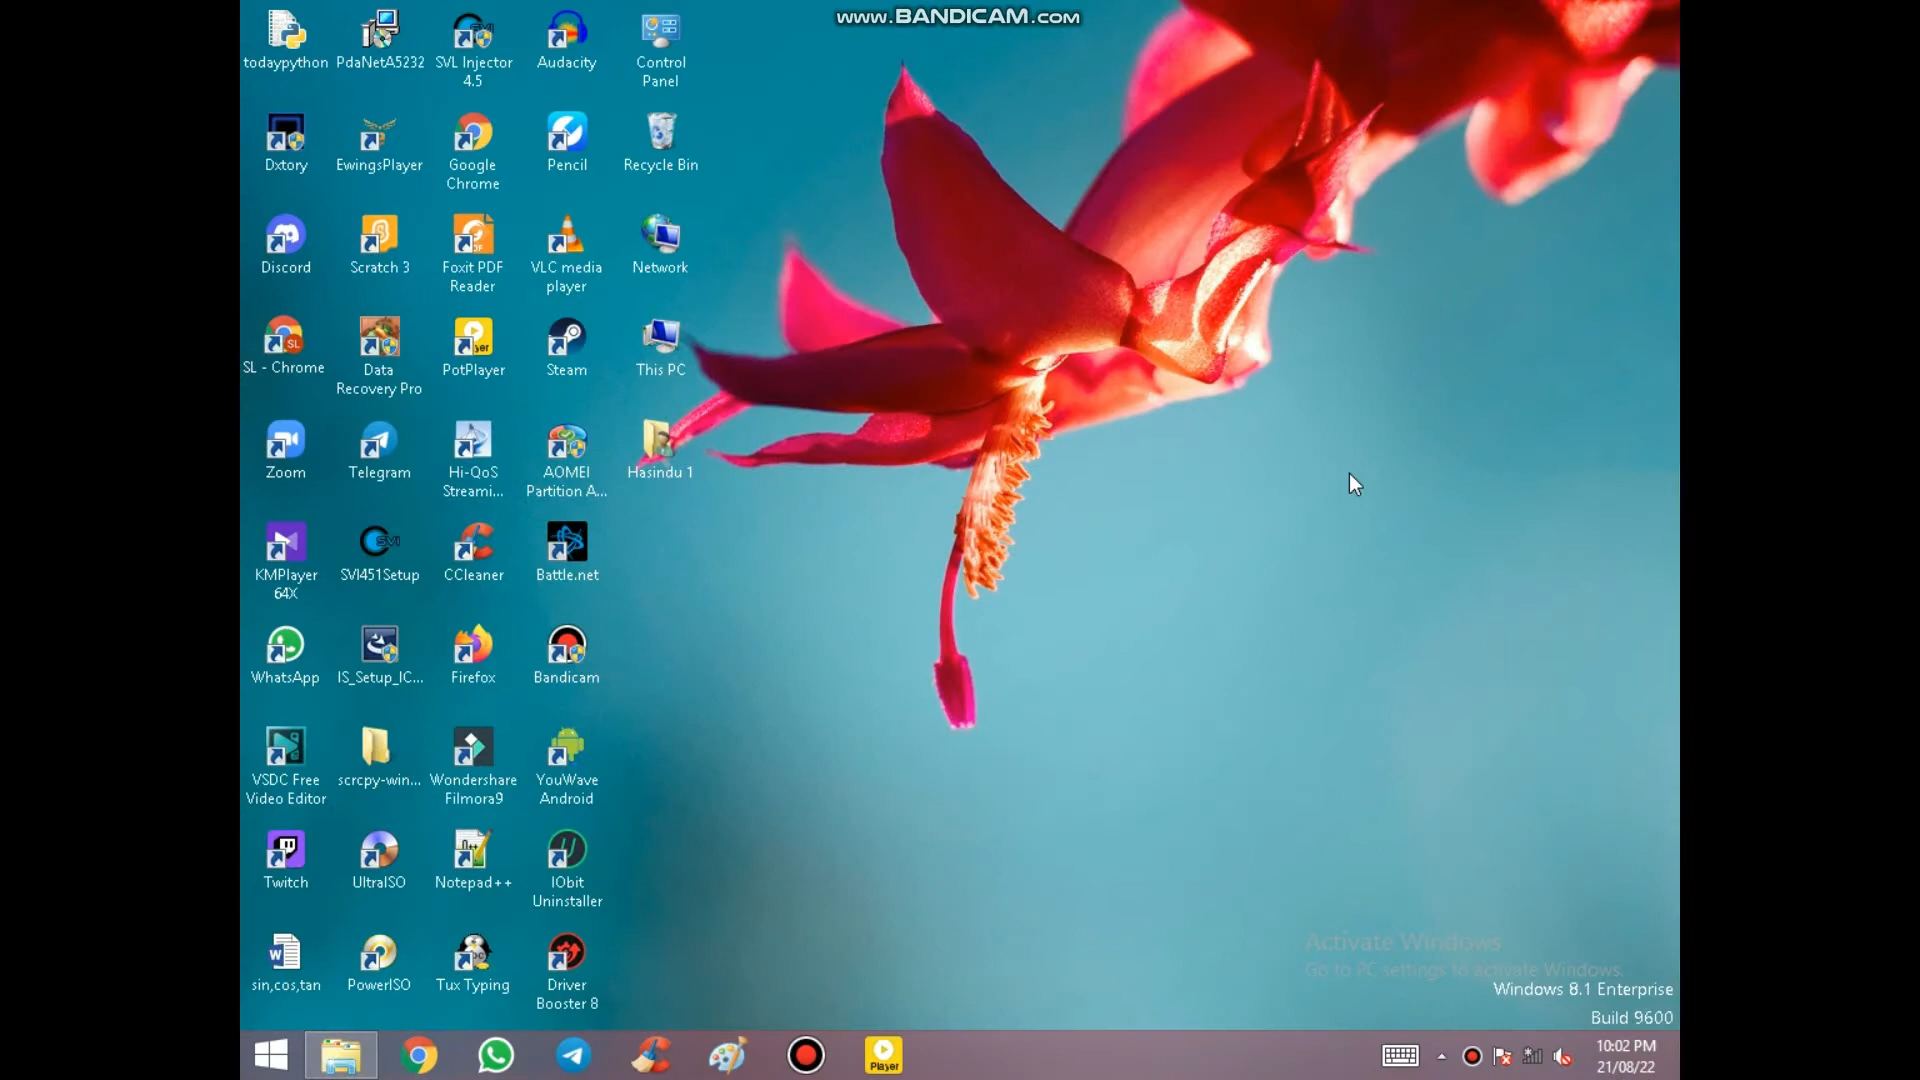 www.BANDICAM.com
todaypython
PdaNetA5232
SVL Injector
4.5
Audacity
Control
Panel
Dxtory
EwingsPlayer
Google
Chrome
Pencil
Recycle Bin
Discord
Scratch 3
Foxit PDF
Reader
VLC media
player
Network
SL - Chrome
Data
Recovery Pro
PotPlayer
Steam
This PC
Zoom
Telegram
Hi-QoS
Streami...
AOMEI
Partition A...
Hasindu 1
KMPlayer
64X
SVI451Setup
CCleaner
Battle.net
WhatsApp
IS_Setup_IC...
Firefox
Bandicam
VSDC Free
Video Editor
scrcpy-win...
Wondershare
Filmora9
YouWave
Android
Twitch
UltraISO
Notepad++
IObit
Uninstaller
sin,cos,tan
PowerISO
Tux Typing
Driver
Booster 8
Activate Windows
Go to PC settings to activate Windows.
Windows 8.1 Enterprise
Build 9600
Player
10:02 PM
21/08/22